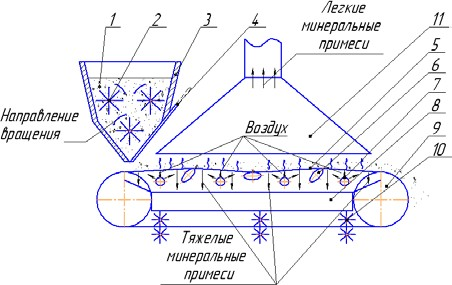 1
2
3
4
Легкие
минеральные
примеси
11
5
6
7
8
9
10
Направление
вращения
Воздух
Тяжелые
минеральные
примеси